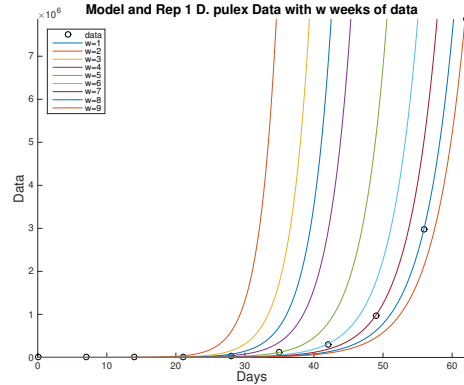 Model and Rep 1 D. pulex Data with w weeks of data
×10⁶
data
w=1
w=2
w=3
w=4
w=5
w=6
w=7
w=8
w=9
7
6
5
4
3
2
1
0
Data
0 10 20 30 40 50 60
Days